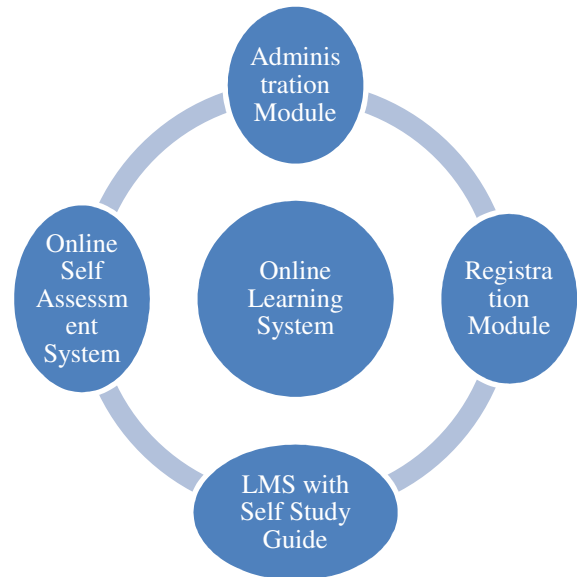 Adminis
tration
Module
Online
Self
Assessm
ent
System
Online
Learning
System
Registra
tion
Module
LMS with
Self Study
Guide